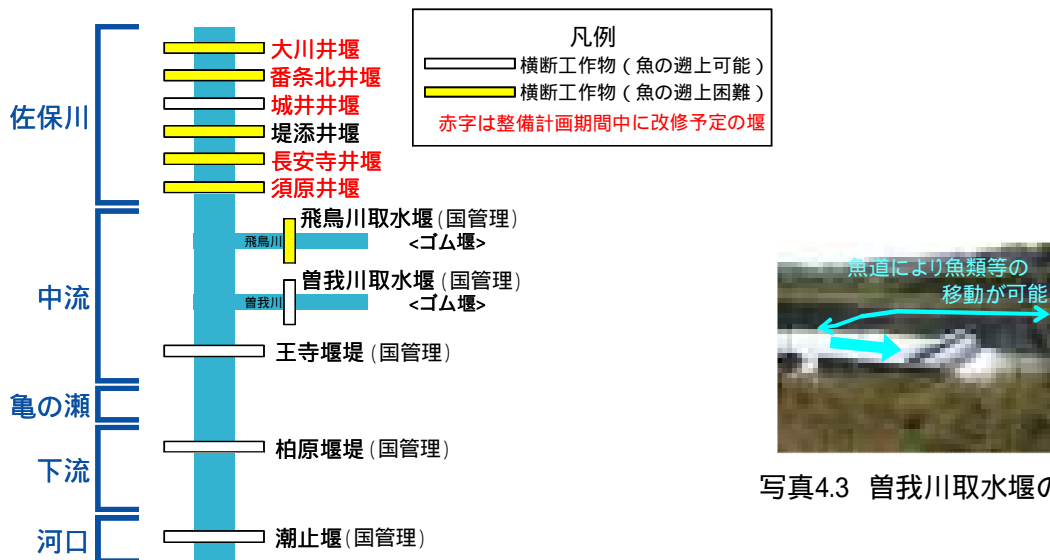 凡例
横断工作物（魚の遡上可能）
横断工作物（魚の遡上困難）
赤字は整備計画期間中に改修予定の堰
佐保川
大川井堰
番条北井堰
城井井堰
堤添井堰
長安寺井堰
須原井堰
中流
飛鳥川取水堰(国管理)
飛鳥川
<ゴム堰>
曽我川取水堰(国管理)
曽我川
<ゴム堰>
王寺堰堤(国管理)
亀の瀬
下流
柏原堰堤(国管理)
河口
潮止堰(国管理)
魚道により魚類等の
移動が可能
写真4.3 曽我川取水堰の